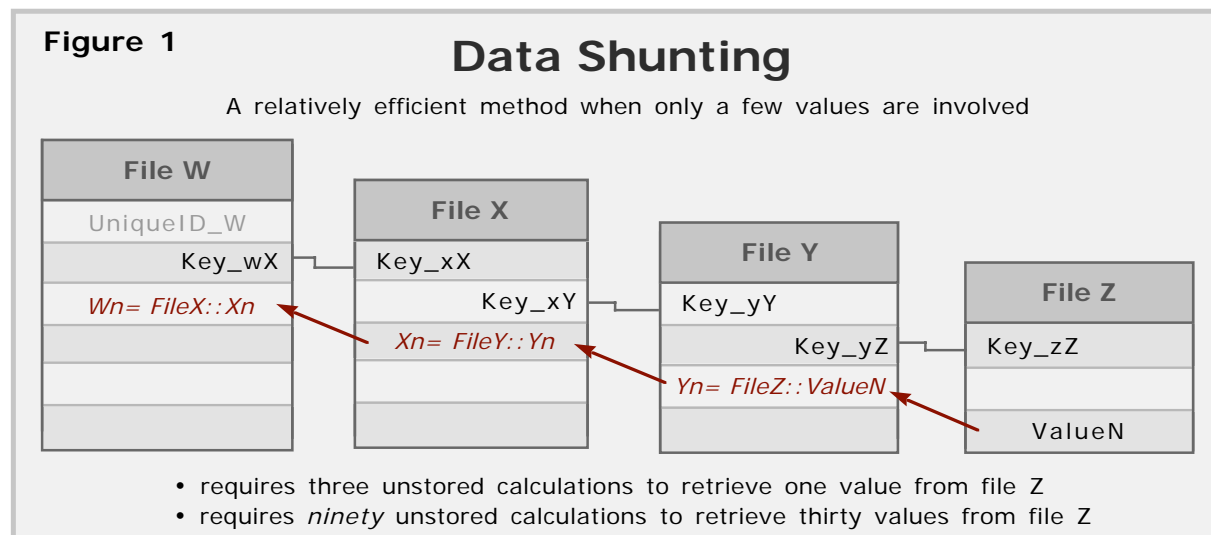 Figure 1
Data Shunting
A relatively efficient method when only a few values are involved
File W
UniqueID_W
Key_wX
Wn= FileX::Xn
File X
Key_xX
Key_xY
Xn= FileY::Yn
File Y
Key_yY
Key_yZ
Yn= FileZ::ValueN
File Z
Key_zZ
ValueN
• requires three unstored calculations to retrieve one value from file Z
• requires ninety unstored calculations to retrieve thirty values from file Z